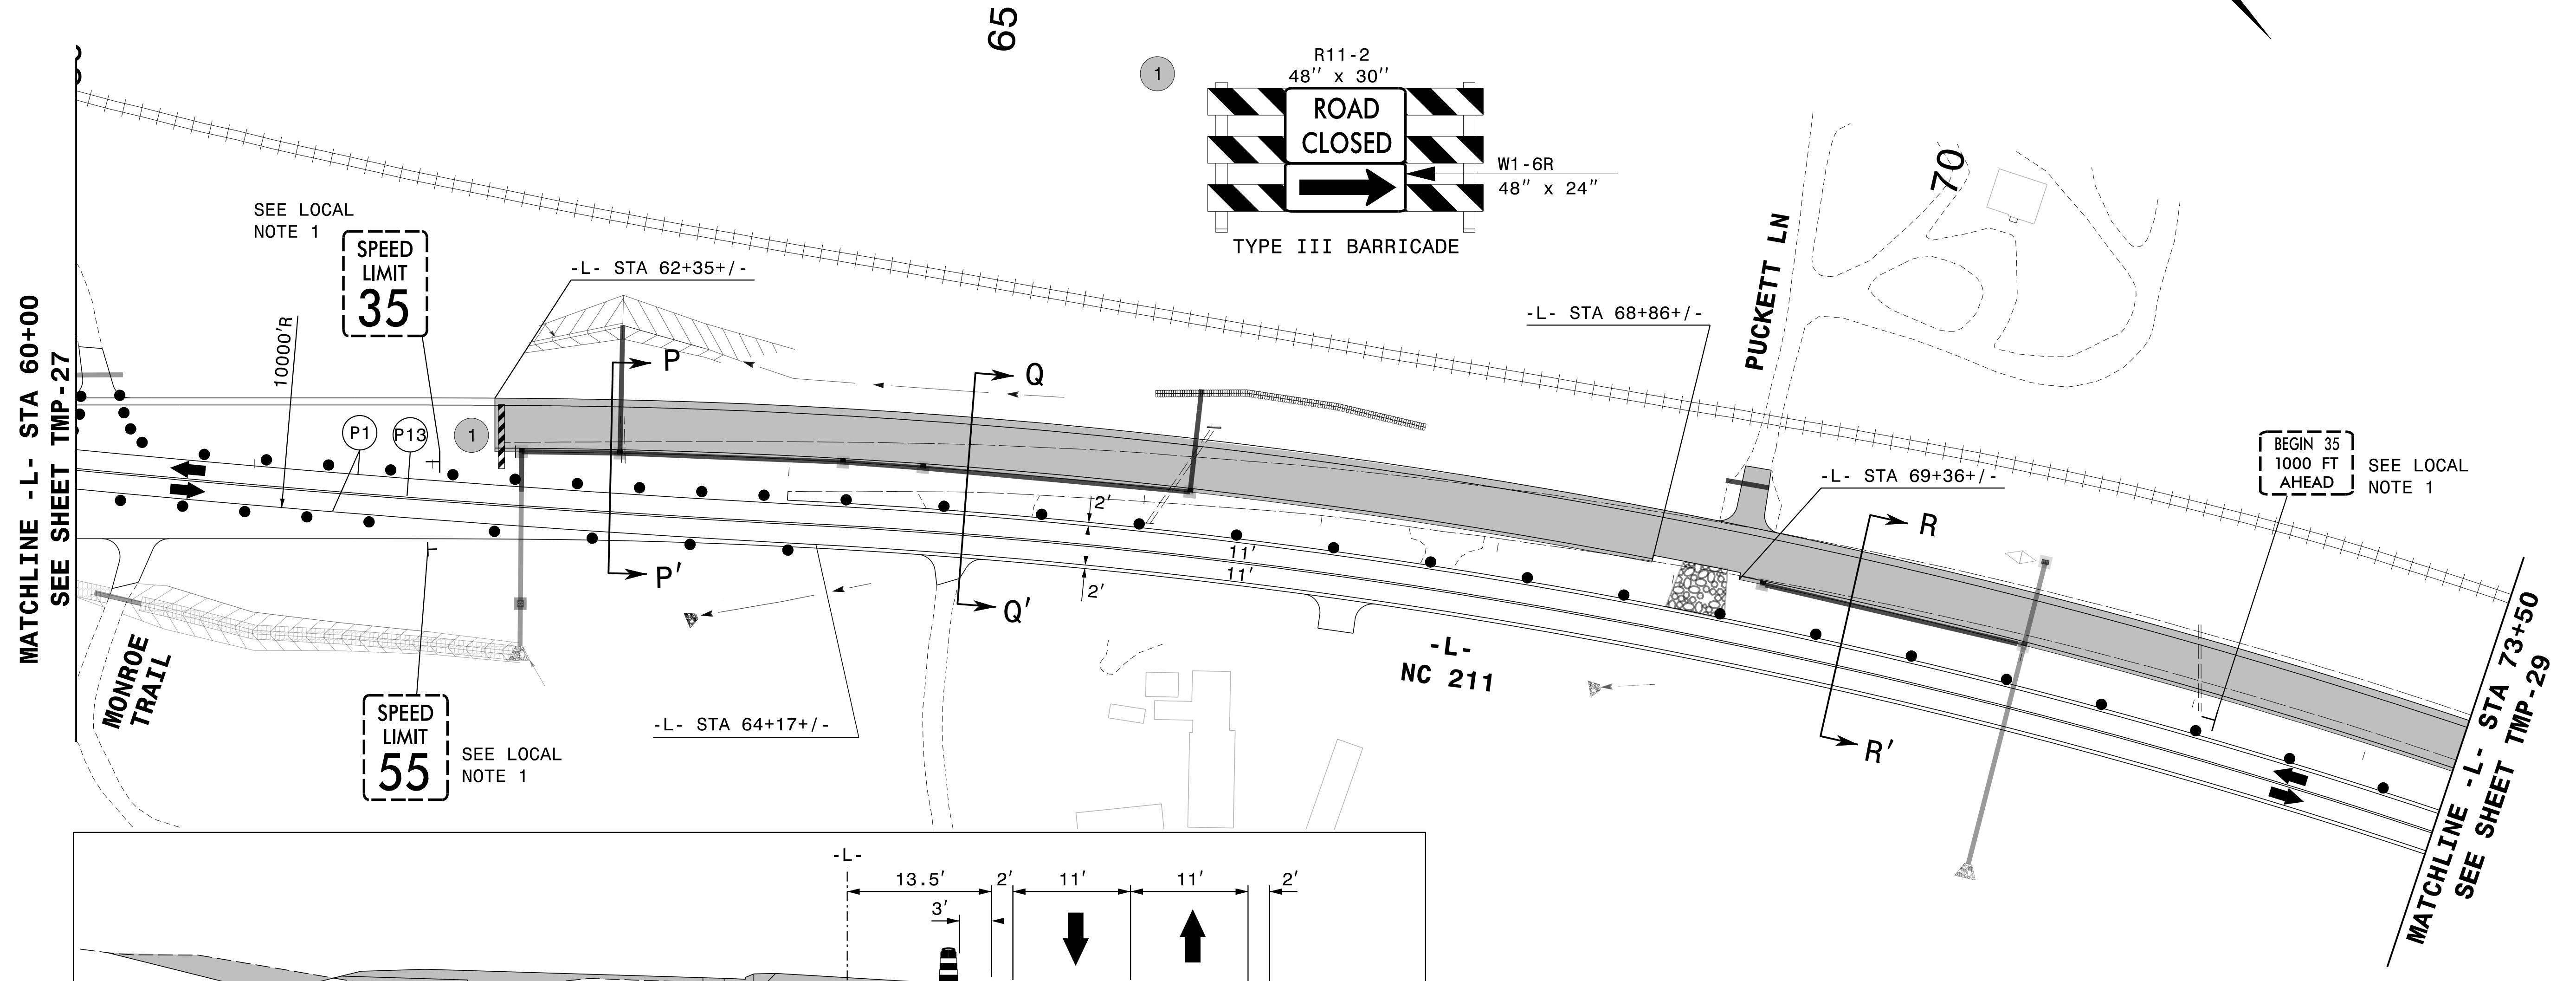 65
1
R11-2
48" x 30"
ROAD
CLOSED
W1-6R
48" x 24"
TYPE III BARRICADE
70
PUCKETT LN
MATCHLINE -L- STA 60+00
SEE SHEET TMP-27
SEE LOCAL
NOTE 1
SPEED
LIMIT
35
10000'R
-L- STA 62+35+/-
P
Q
-L- STA 68+86+/-
P1
P13
1
-L- STA 69+36+/-
R
BEGIN 35
1000 FT
AHEAD
SEE LOCAL
NOTE 1
2'
11'
11'
2'
P'
Q'
R'
MONROE
TRAIL
SPEED
LIMIT
55
SEE LOCAL
NOTE 1
-L- STA 64+17+/-
-L-
NC 211
MATCHLINE -L- STA 73+50
SEE SHEET TMP-29
-L-
13.5'
2'
11'
11'
2'
3'